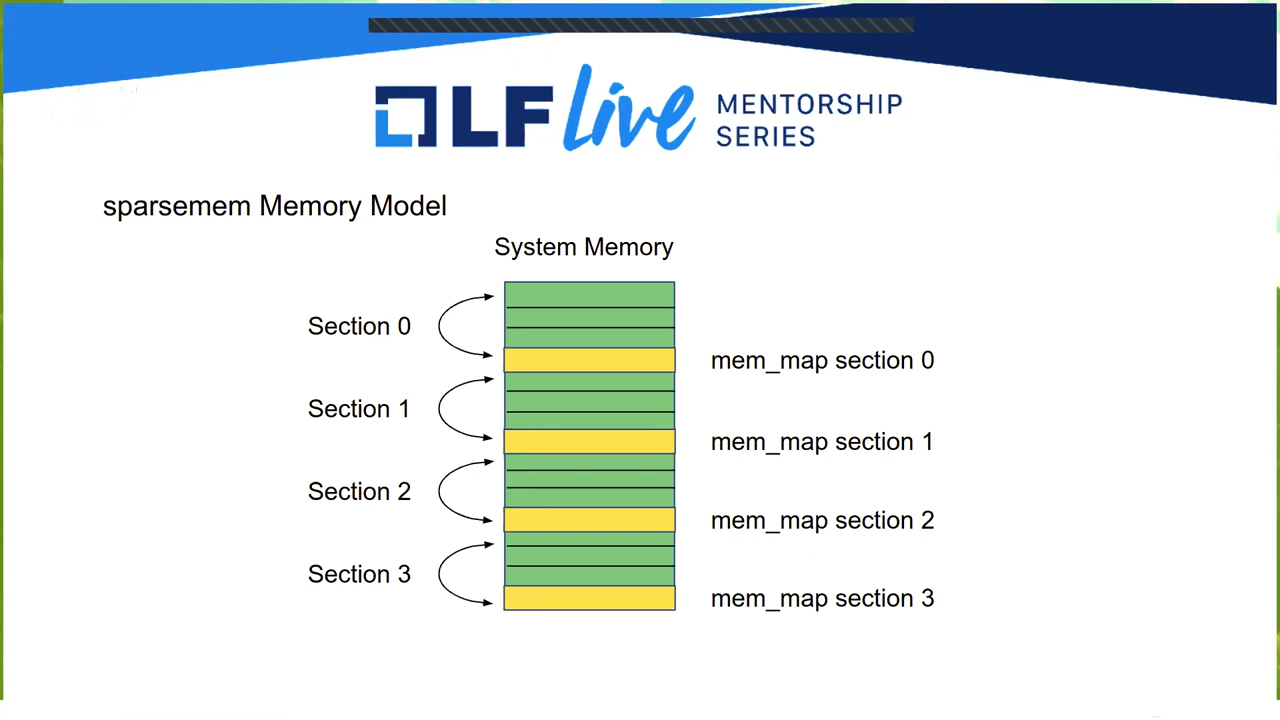 LF Live MENTORSHIP
SERIES
sparsemem Memory Model
System Memory
Section 0
mem_map section 0
Section 1
mem_map section 1
Section 2
mem_map section 2
Section 3
mem_map section 3